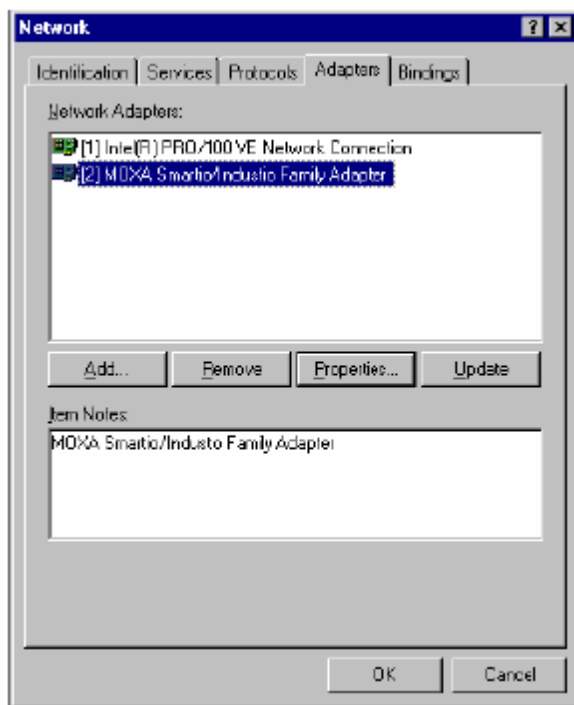 Network
Identification Services Protocols Adapters Bindings
Network Adapters:
[1] Intel(R) PRO/100 VE Network Connection
[2] MOXA Smartio/Industio Family Adapter
Add... Remove Properties... Update
Item Notes:
MOXA Smartio/Industo Family Adapter
OK Cancel